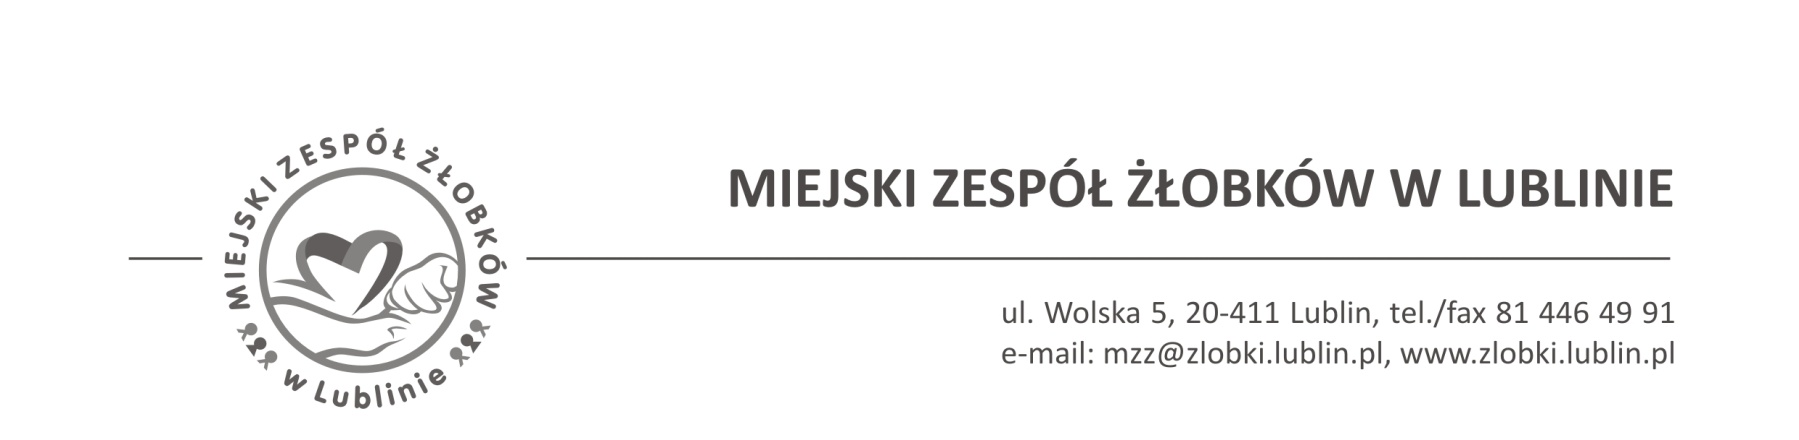 MIEJSKI ZESPÓŁ ŻŁOBKÓW
w Lublinie
MIEJSKI ZESPÓŁ ŻŁOBKÓW W LUBLINIE
ul. Wolska 5, 20-411 Lublin, tel./fax 81 446 49 91
e-mail: mzz@zlobki.lublin.pl, www.zlobki.lublin.pl